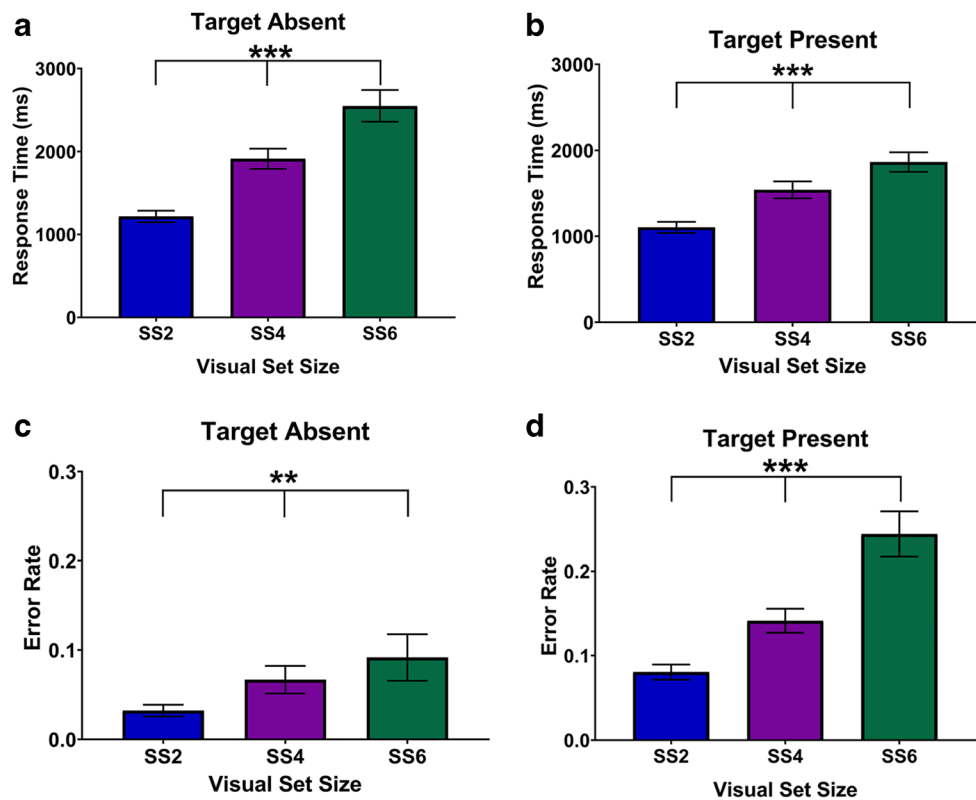 a
Target Absent
***
3000
2000
1000
0
Response Time (ms)
SS2 SS4 SS6
Visual Set Size
b
Target Present
***
3000
2000
1000
0
Response Time (ms)
SS2 SS4 SS6
Visual Set Size
c
Target Absent
**
0.3
0.2
0.1
0.0
Error Rate
SS2 SS4 SS6
Visual Set Size
d
Target Present
***
0.3
0.2
0.1
0.0
Error Rate
SS2 SS4 SS6
Visual Set Size